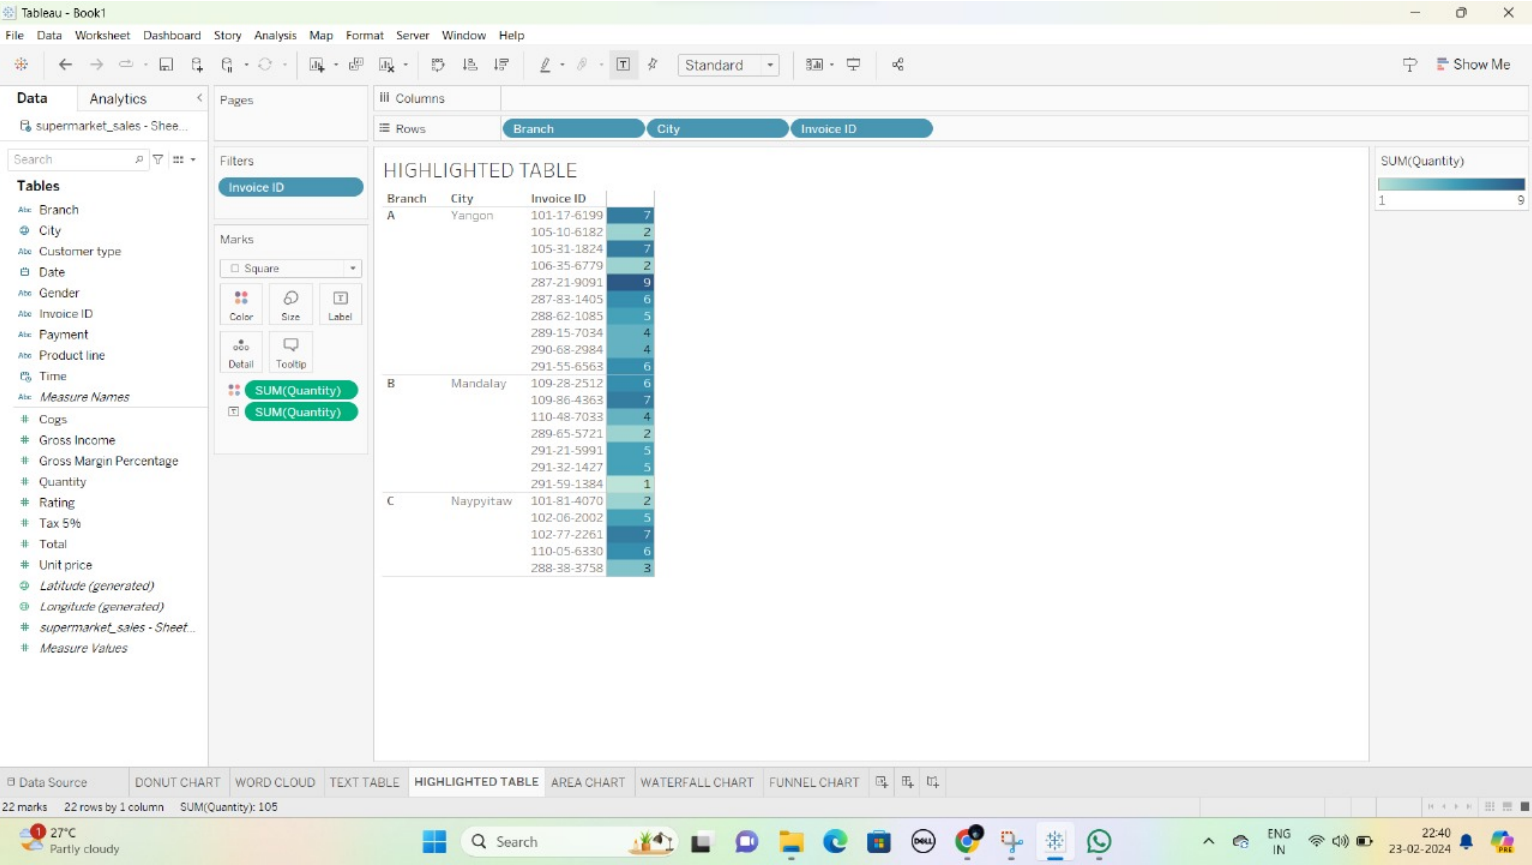 Tableau - Book1
File Data Worksheet Dashboard Story Analysis Map Format Server Window Help
Standard
Show Me
Data Analytics
supermarket_sales - Shee...
Search
Tables
Abc Branch
City
Abc Customer type
Date
Abc Gender
Abc Invoice ID
Abc Payment
Abc Product line
Time
Abc Measure Names
# Cogs
# Gross Income
# Gross Margin Percentage
# Quantity
# Rating
# Tax 5%
# Total
# Unit price
Latitude (generated)
Longitude (generated)
# supermarket_sales - Sheet...
# Measure Values
Pages
Filters
Invoice ID
Marks
Square
Color Size Label
Detail Tooltip
SUM(Quantity)
SUM(Quantity)
Columns
Rows Branch City Invoice ID
HIGHLIGHTED TABLE
Branch City Invoice ID
A Yangon 101-17-6199 7
105-10-6182 2
105-31-1824 7
106-35-6779 2
287-21-9091 9
287-83-1405 6
288-62-1085 5
289-15-7034 4
290-68-2984 4
291-55-6563 6
B Mandalay 109-28-2512 6
109-86-4363 7
110-48-7033 4
289-65-5721 2
291-21-5991 5
291-32-1427 5
291-59-1384 1
C Naypyitaw 101-81-4070 2
102-06-2002 5
102-77-2261 7
110-05-6330 6
288-38-3758 3
SUM(Quantity)
1 9
Data Source DONUT CHART WORD CLOUD TEXT TABLE HIGHLIGHTED TABLE AREA CHART WATERFALL CHART FUNNEL CHART
22 marks 22 rows by 1 column SUM(Quantity): 105
1 27°C
Partly cloudy
Search
DELL
ENG
IN
22:40
23-02-2024
PRE